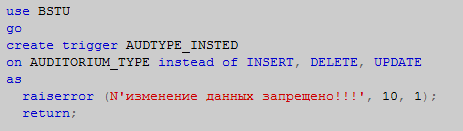 use BSTU
go
create trigger AUDTYPE_INSTED
on AUDITORIUM_TYPE instead of INSERT, DELETE, UPDATE
as
raiserror (N'изменение данных запрещено!!!', 10, 1);
return;